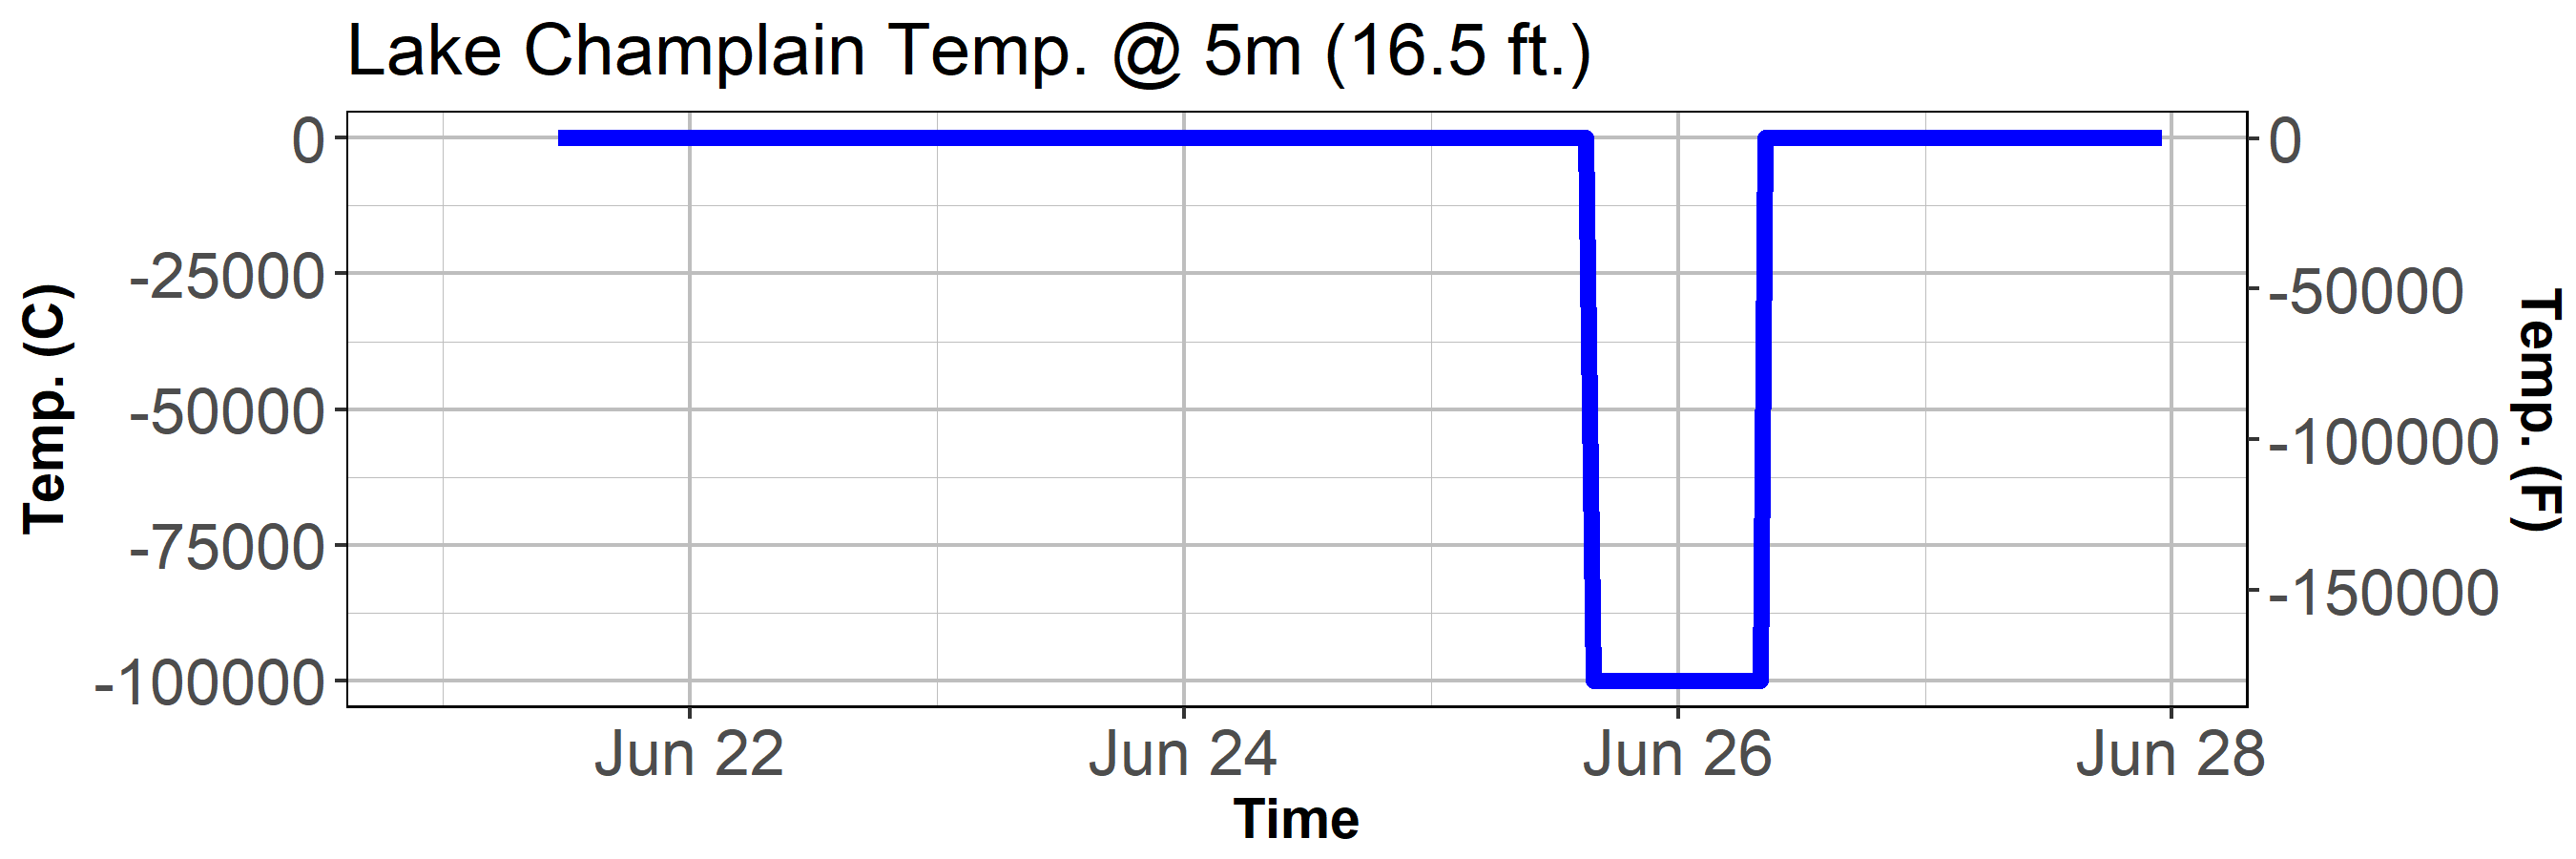 Lake Champlain Temp. @ 5m (16.5 ft.)
Temp. (C)
0
-25000
-50000
-75000
-100000
0
-50000
-100000
-150000
Temp. (F)
Jun 22
Jun 24
Jun 26
Jun 28
Time